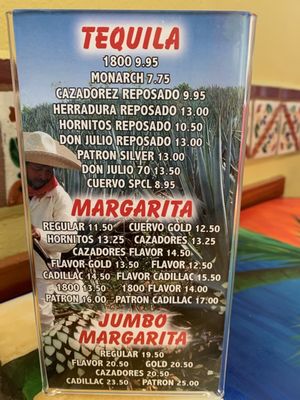 TEQUILA
1800 9.95
MONARCH 7.75
CAZADOREZ REPOSADO 9.95
HERRADURA REPOSADO 13.00
HORNITOS REPOSADO 10.50
DON JULIO REPOSADO 13.00
PATRON SILVER 13.00
DON JULIO 70 13.50
CUERVO SPCL 8.95
MARGARITA
REGULAR 11.50 CUERVO GOLD 12.50
HORNITOS 13.25 CAZADORES 13.25
CAZADORES FLAVOR 14.50
FLAVOR GOLD 13.50 FLAVOR 12.50
CADILLAC 14.50 FLAVOR CADILLAC 15.50
1800 13.50 1800 FLAVOR 14.00
PATRON 16.00 PATRON CADILLAC 17.00
JUMBO
MARGARITA
REGULAR 19.50
FLAVOR 20.50 GOLD 20.50
CAZADORES 20.50
CADILLAC 23.50 PATRON 25.00